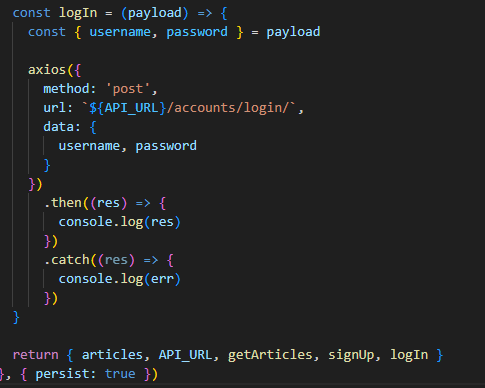 const logIn = (payload) => {
const { username, password } = payload
axios({
method: 'post',
url: `${API_URL}/accounts/login/`,
data: {
username, password
}
})
.then((res) => {
console.log(res)
})
.catch((res) => {
console.log(err)
})
}
return { articles, API_URL, getArticles, signUp, logIn }
}, { persist: true })